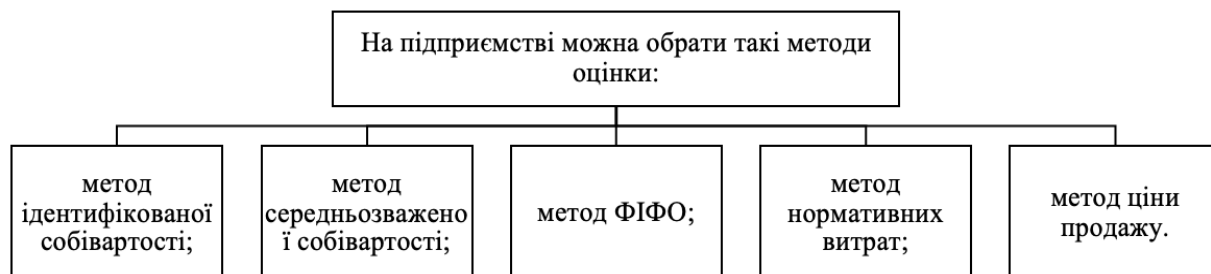 На підприємстві можна обрати такі методи
оцінки:
метод
ідентифікованої
собівартості;
метод
середньозважено
ї собівартості;
метод ФІФО;
метод
нормативних
витрат;
метод ціни
продажу.